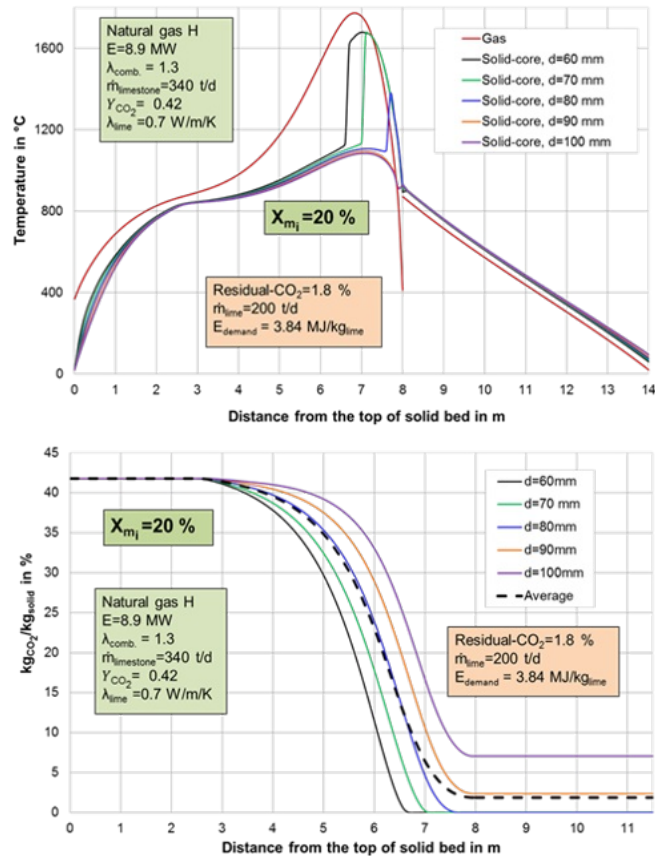 1600
1200
800
400
0
Temperature in °C
Natural gas H
E=8.9 MW
λcomb. = 1.3
ṁlimestone=340 t/d
YCO₂ = 0.42
λlime=0.7 W/m/K
Gas
Solid-core, d=60 mm
Solid-core, d=70 mm
Solid-core, d=80 mm
Solid-core, d=90 mm
Solid-core, d=100 mm
Xmi=20 %
Residual-CO₂=1.8 %
ṁlime=200 t/d
Edemand = 3.84 MJ/kglime
0 1 2 3 4 5 6 7 8 9 10 11 12 13 14
Distance from the top of solid bed in m
45
40
35
30
25
20
15
10
5
0
kgCO₂/kgsolid in %
Xmi=20 %
Natural gas H
E=8.9 MW
λcomb. = 1.3
ṁlimestone=340 t/d
YCO₂ = 0.42
λlime=0.7 W/m/K
d=60mm
d=70 mm
d=80mm
d=90mm
d=100mm
Average
Residual-CO₂=1.8 %
ṁlime=200 t/d
Edemand = 3.84 MJ/kglime
0 1 2 3 4 5 6 7 8 9 10 11
Distance from the top of solid bed in m